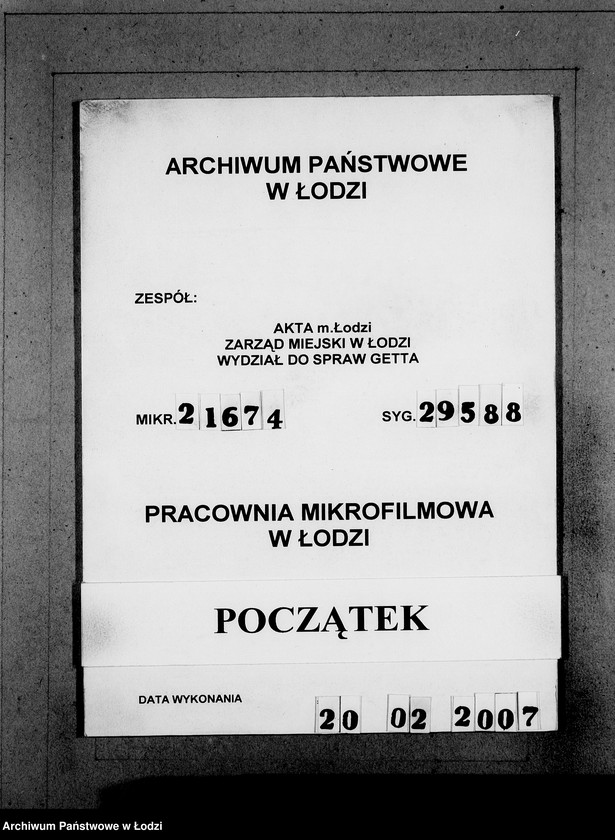 ARCHIWUM PAŃSTWOWE
W ŁODZI
ZESPÓŁ:
AKTA m.Łodzi
ZARZĄD MIEJSKI W ŁODZI
WYDZIAŁ DO SPRAW GETTA
MIKR. 21674 SYG. 29588
PRACOWNIA MIKROFILMOWA
W ŁODZI
POCZĄTEK
DATA WYKONANIA 20 02 2007
Archiwum Państwowe w Łodzi